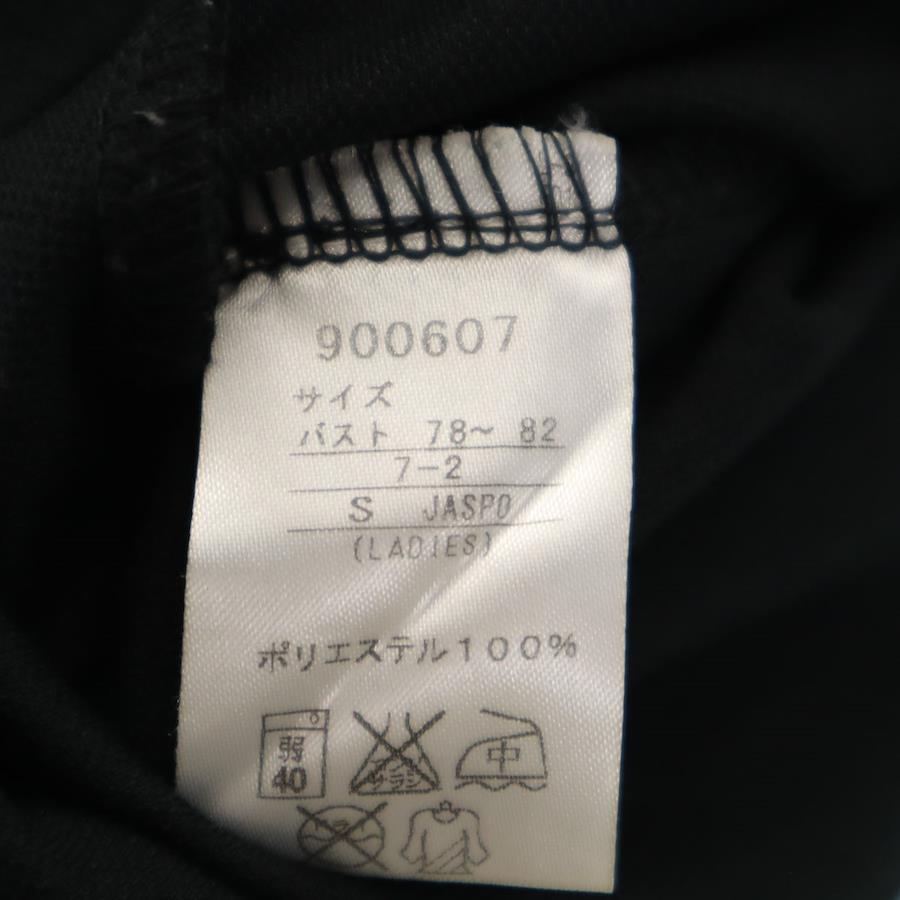 900607
サイズ
バスト 78〜 82
7-2
S JASPO
(LADIES)
ポリエステル100%
弱 中
40